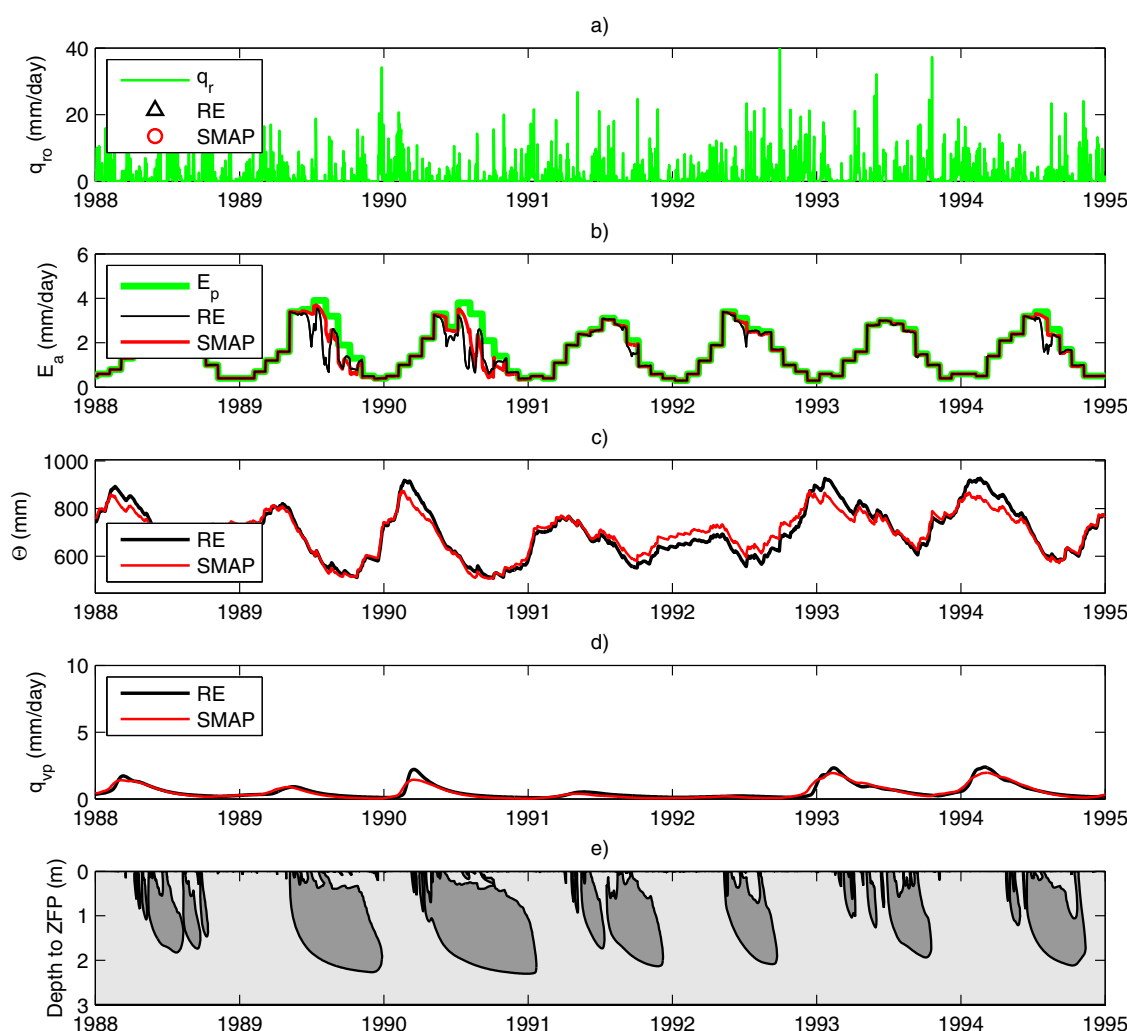 a)
q_ro (mm/day)
40
20
0
q_r
RE
SMAP
1988 1989 1990 1991 1992 1993 1994 1995
b)
E_a (mm/day)
6
4
2
0
E_p
RE
SMAP
1988 1989 1990 1991 1992 1993 1994 1995
c)
Θ (mm)
1000
800
600
RE
SMAP
1988 1989 1990 1991 1992 1993 1994 1995
d)
q_vp (mm/day)
10
5
0
RE
SMAP
1988 1989 1990 1991 1992 1993 1994 1995
e)
Depth to ZFP (m)
0
1
2
3
1988 1989 1990 1991 1992 1993 1994 1995